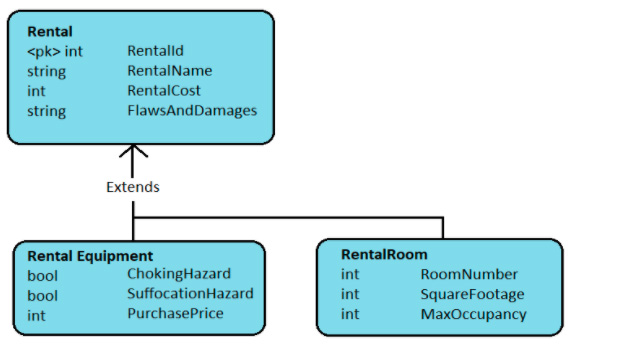 Rental
<pk> int RentalId
string RentalName
int RentalCost
string FlawsAndDamages
Extends
Rental Equipment
bool ChokingHazard
bool SuffocationHazard
int PurchasePrice
RentalRoom
int RoomNumber
int SquareFootage
int MaxOccupancy